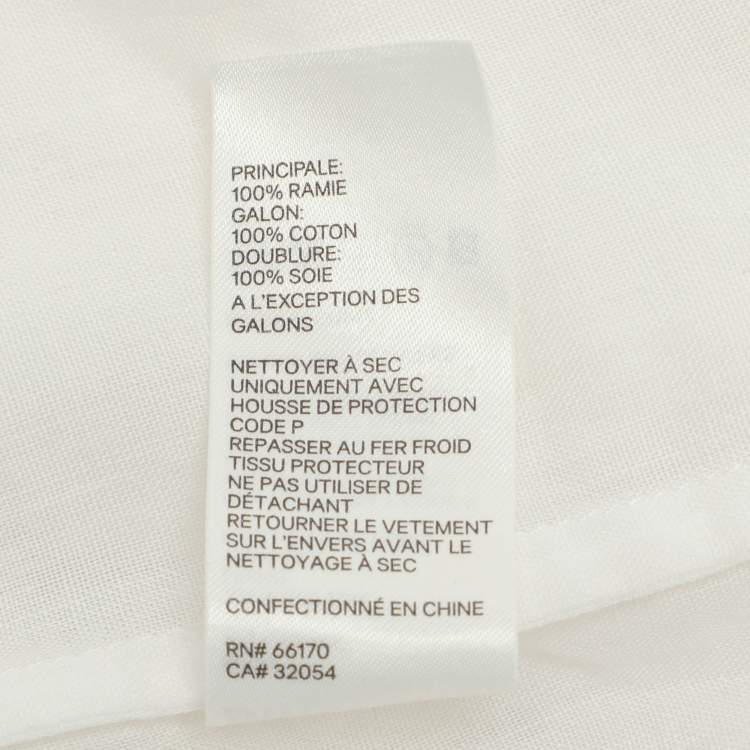 PRINCIPALE:
100% RAMIE
GALON:
100% COTON
DOUBLURE:
100% SOIE
A L'EXCEPTION DES
GALONS
NETTOYER À SEC
UNIQUEMENT AVEC
HOUSSE DE PROTECTION
CODE P
REPASSER AU FER FROID
TISSU PROTECTEUR
NE PAS UTILISER DE
DÉTACHANT
RETOURNER LE VETEMENT
SUR L'ENVERS AVANT LE
NETTOYAGE À SEC
CONFECTIONNÉ EN CHINE
RN# 66170
CA# 32054